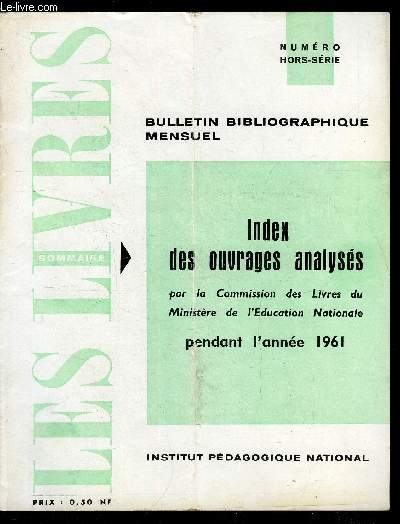 Le-livre.com
NUMÉRO
HORS-SÉRIE
LES LIVRES
BULLETIN BIBLIOGRAPHIQUE
MENSUEL
SOMMAIRE
Index
des ouvrages analysés
par la Commission des Livres du
Ministère de l'Education Nationale
pendant l'année 1961
INSTITUT PÉDAGOGIQUE NATIONAL
PRIX : 0,50 NF